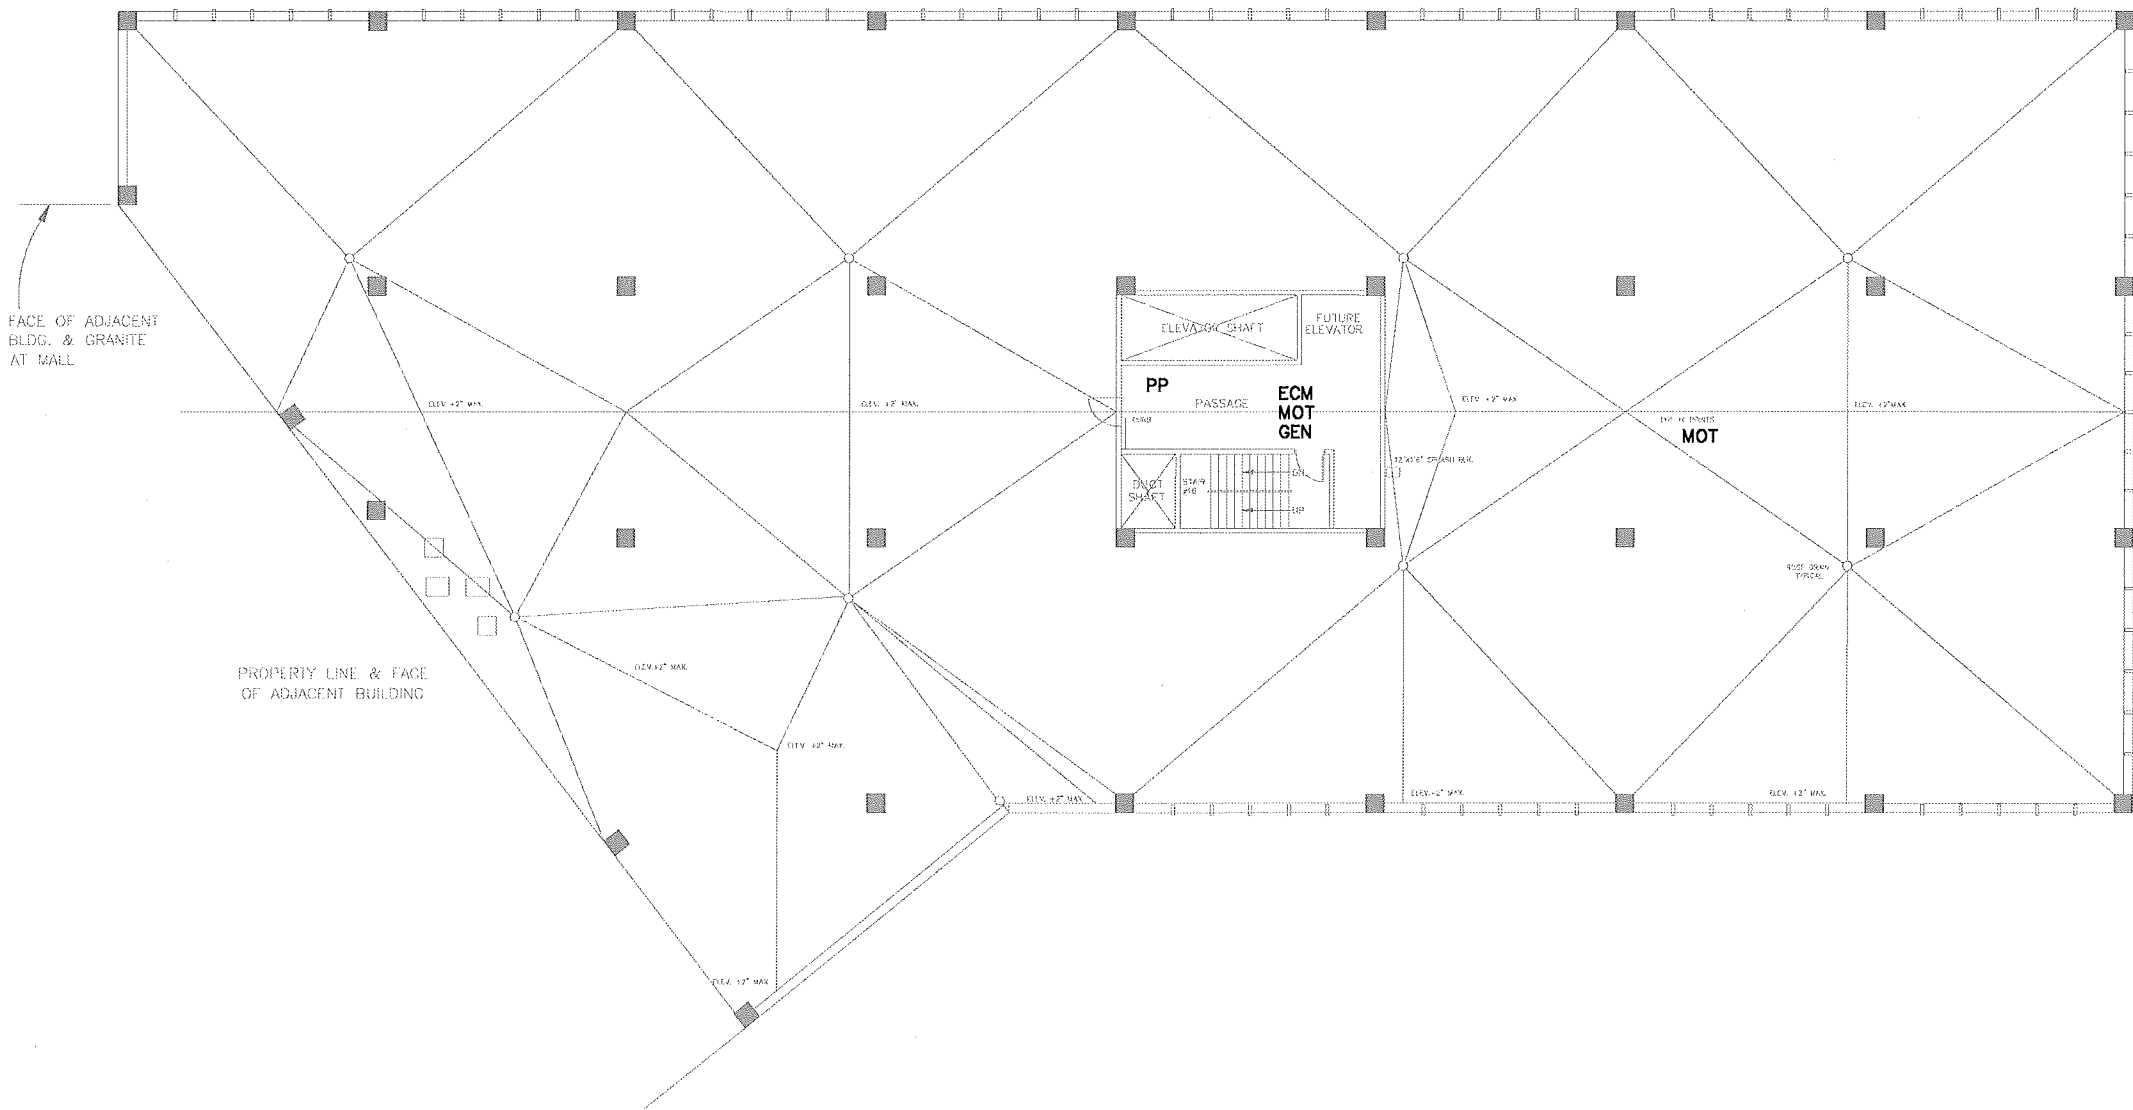 FACE OF ADJACENT
BLDG. & GRANITE
AT MALL
ELEVATOR SHAFT
FUTURE
ELEVATOR
PP
PASSAGE
ECM
MOT
GEN
ELEV. +2" MAX.
ELEV. +2" MAX.
ELEV. +2" MAX
ELEV. +2" MAX
MOT
DUCT
SHAFT
STAIR
DN
UP
ROOF DRAIN
TYPICAL
PROPERTY LINE & FACE
OF ADJACENT BUILDING
ELEV. +2" MAX.
ELEV. +2" MAX.
ELEV. +2" MAX
ELEV. +2" MAX.
ELEV. +2" MAX.
ELEV. +2" MAX